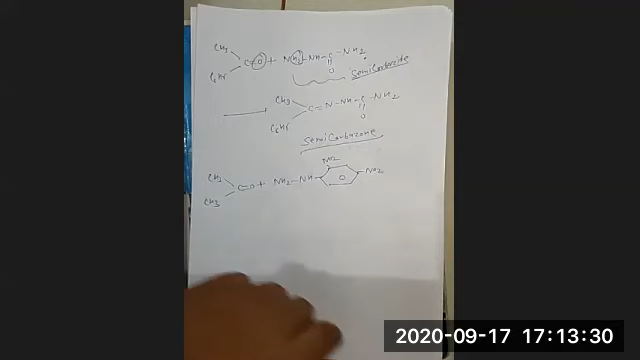 CH3
C=O + NH2-NH-C-NH2
C6H5 O
Semicarbazide
CH3
C=N-NH-C-NH2
C6H5 O
Semicarbazone
NO2
CH3
C=O + NH2-NH- NO2
CH3
2020-09-17 17:13:30